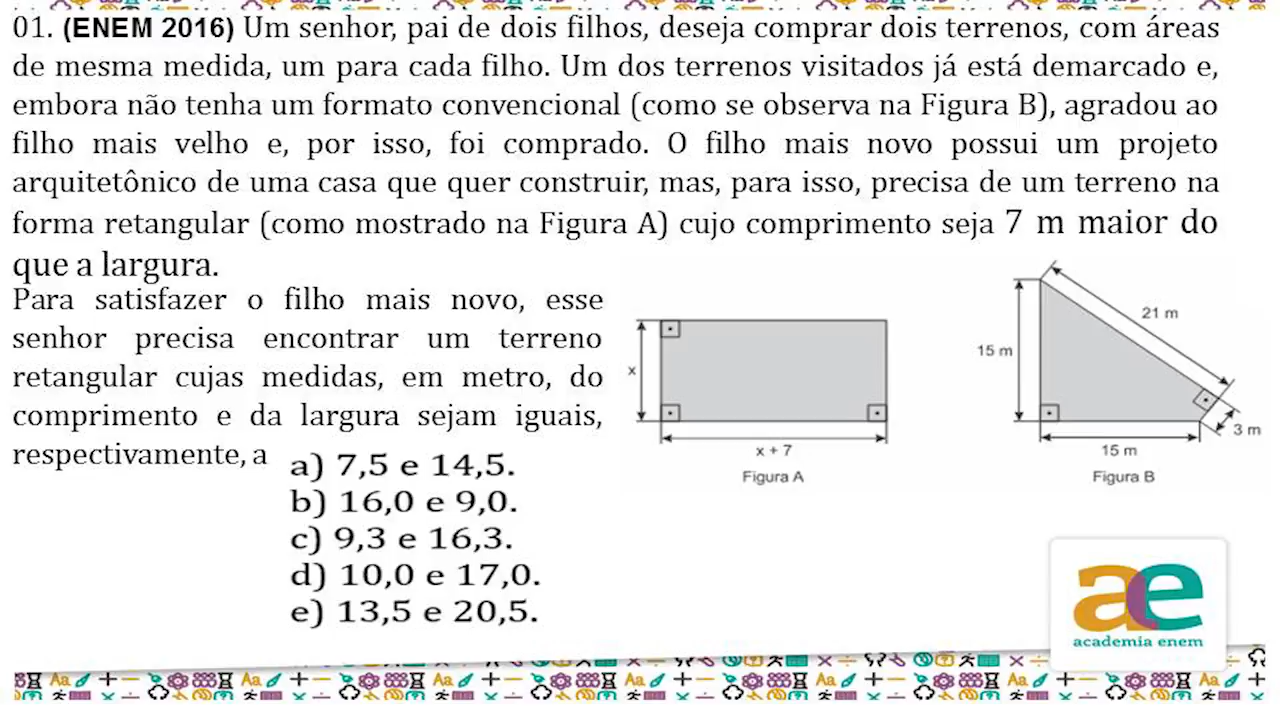 01. (ENEM 2016) Um senhor, pai de dois filhos, deseja comprar dois terrenos, com áreas
de mesma medida, um para cada filho. Um dos terrenos visitados já está demarcado e,
embora não tenha um formato convencional (como se observa na Figura B), agradou ao
filho mais velho e, por isso, foi comprado. O filho mais novo possui um projeto
arquitetônico de uma casa que quer construir, mas, para isso, precisa de um terreno na
forma retangular (como mostrado na Figura A) cujo comprimento seja 7 m maior do
que a largura.
Para satisfazer o filho mais novo, esse
senhor precisa encontrar um terreno
retangular cujas medidas, em metro, do
comprimento e da largura sejam iguais,
respectivamente, a
a) 7,5 e 14,5.
b) 16,0 e 9,0.
c) 9,3 e 16,3.
d) 10,0 e 17,0.
e) 13,5 e 20,5.
x
x + 7
Figura A
21 m
15 m
3 m
15 m
Figura B
ae
academia enem